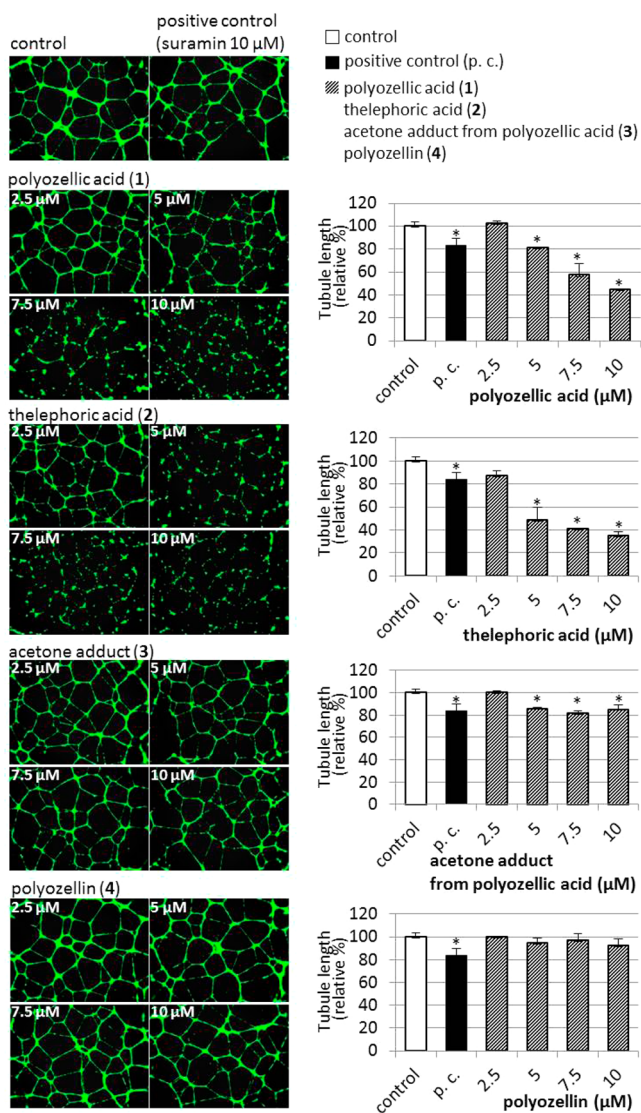 positive control
control (suramin 10 µM)
control
positive control (p. c.)
polyozellic acid (1)
thelephoric acid (2)
acetone adduct from polyozellic acid (3)
polyozellin (4)
polyozellic acid (1)
2.5 µM 5 µM
7.5 µM 10 µM
Tubule length
(relative %)
120
100
80
60
40
20
0
* * * *
control p. c. 2.5 5 7.5 10
polyozellic acid (µM)
thelephoric acid (2)
2.5 µM 5 µM
7.5 µM 10 µM
Tubule length
(relative %)
120
100
80
60
40
20
0
* * * *
control p. c. 2.5 5 7.5 10
thelephoric acid (µM)
acetone adduct (3)
2.5 µM 5 µM
7.5 µM 10 µM
Tubule length
(relative %)
120
100
80
60
40
20
0
* * * *
control p. c. 2.5 5 7.5 10
acetone adduct
from polyozellic acid (µM)
polyozellin (4)
2.5 µM 5 µM
7.5 µM 10 µM
Tubule length
(relative %)
120
100
80
60
40
20
0
*
control p. c. 2.5 5 7.5 10
polyozellin (µM)